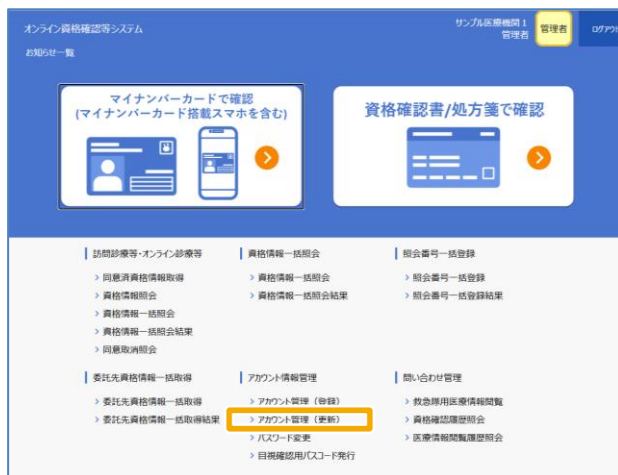 オンライン資格確認等システム
サンプル医療機関１
管理者
管理者
ログアウト
お知らせ一覧
マイナンバーカードで確認
(マイナンバーカード搭載スマホを含む)
資格確認書/処方箋で確認
訪問診療等・オンライン診療等
> 同意済資格情報取得
> 資格情報照会
> 資格情報一括照会
> 資格情報一括照会結果
> 同意取消照会
資格情報一括照会
> 資格情報一括照会
> 資格情報一括照会結果
照会番号一括登録
> 照会番号一括登録
> 照会番号一括登録結果
委託先資格情報一括取得
> 委託先資格情報一括取得
> 委託先資格情報一括取得結果
アカウント情報管理
> アカウント管理（登録）
> アカウント管理（更新）
> パスワード変更
> 目視確認用パスコード発行
問い合わせ管理
> 救急隊用医療情報閲覧
> 資格確認履歴照会
> 医療情報閲覧履歴照会